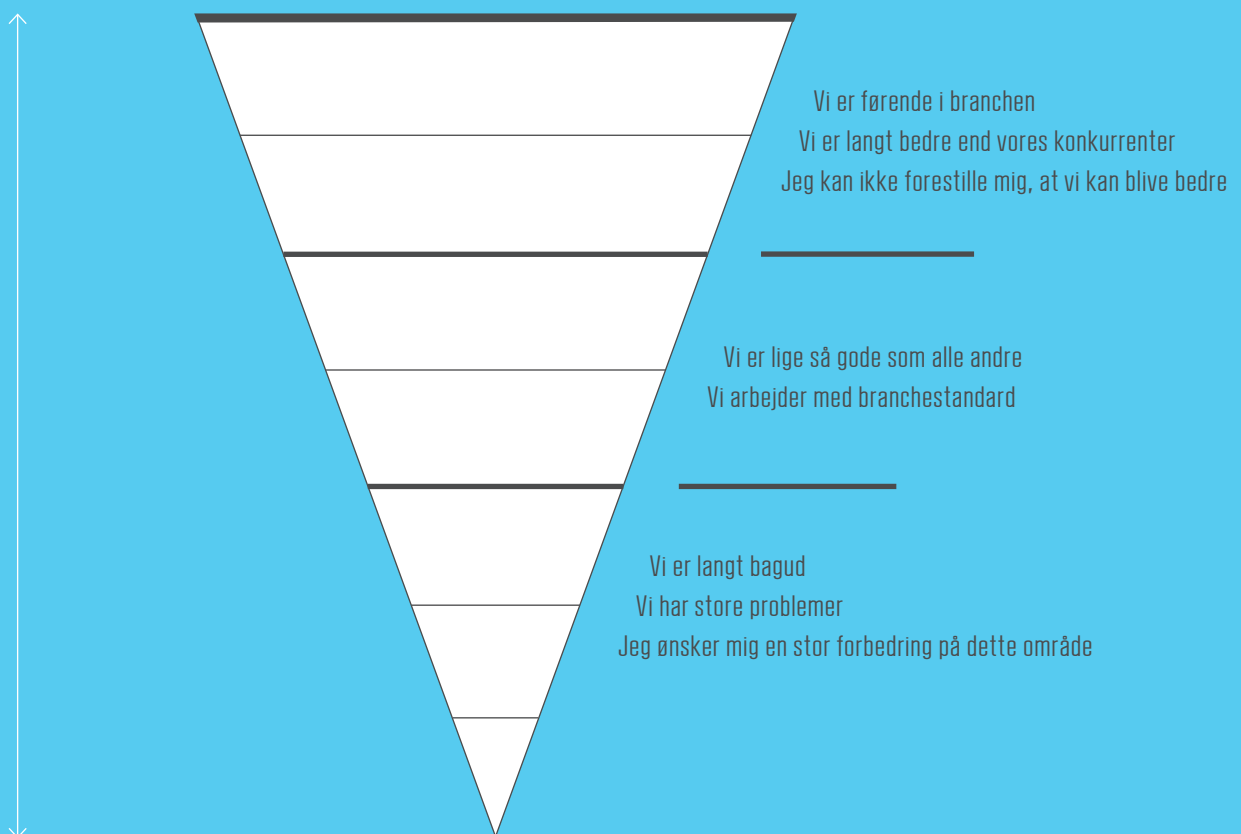 Vi er førende i branchen
Vi er langt bedre end vores konkurrenter
Jeg kan ikke forestille mig, at vi kan blive bedre
Vi er lige så gode som alle andre
Vi arbejder med branchestandard
Vi er langt bagud
Vi har store problemer
Jeg ønsker mig en stor forbedring på dette område